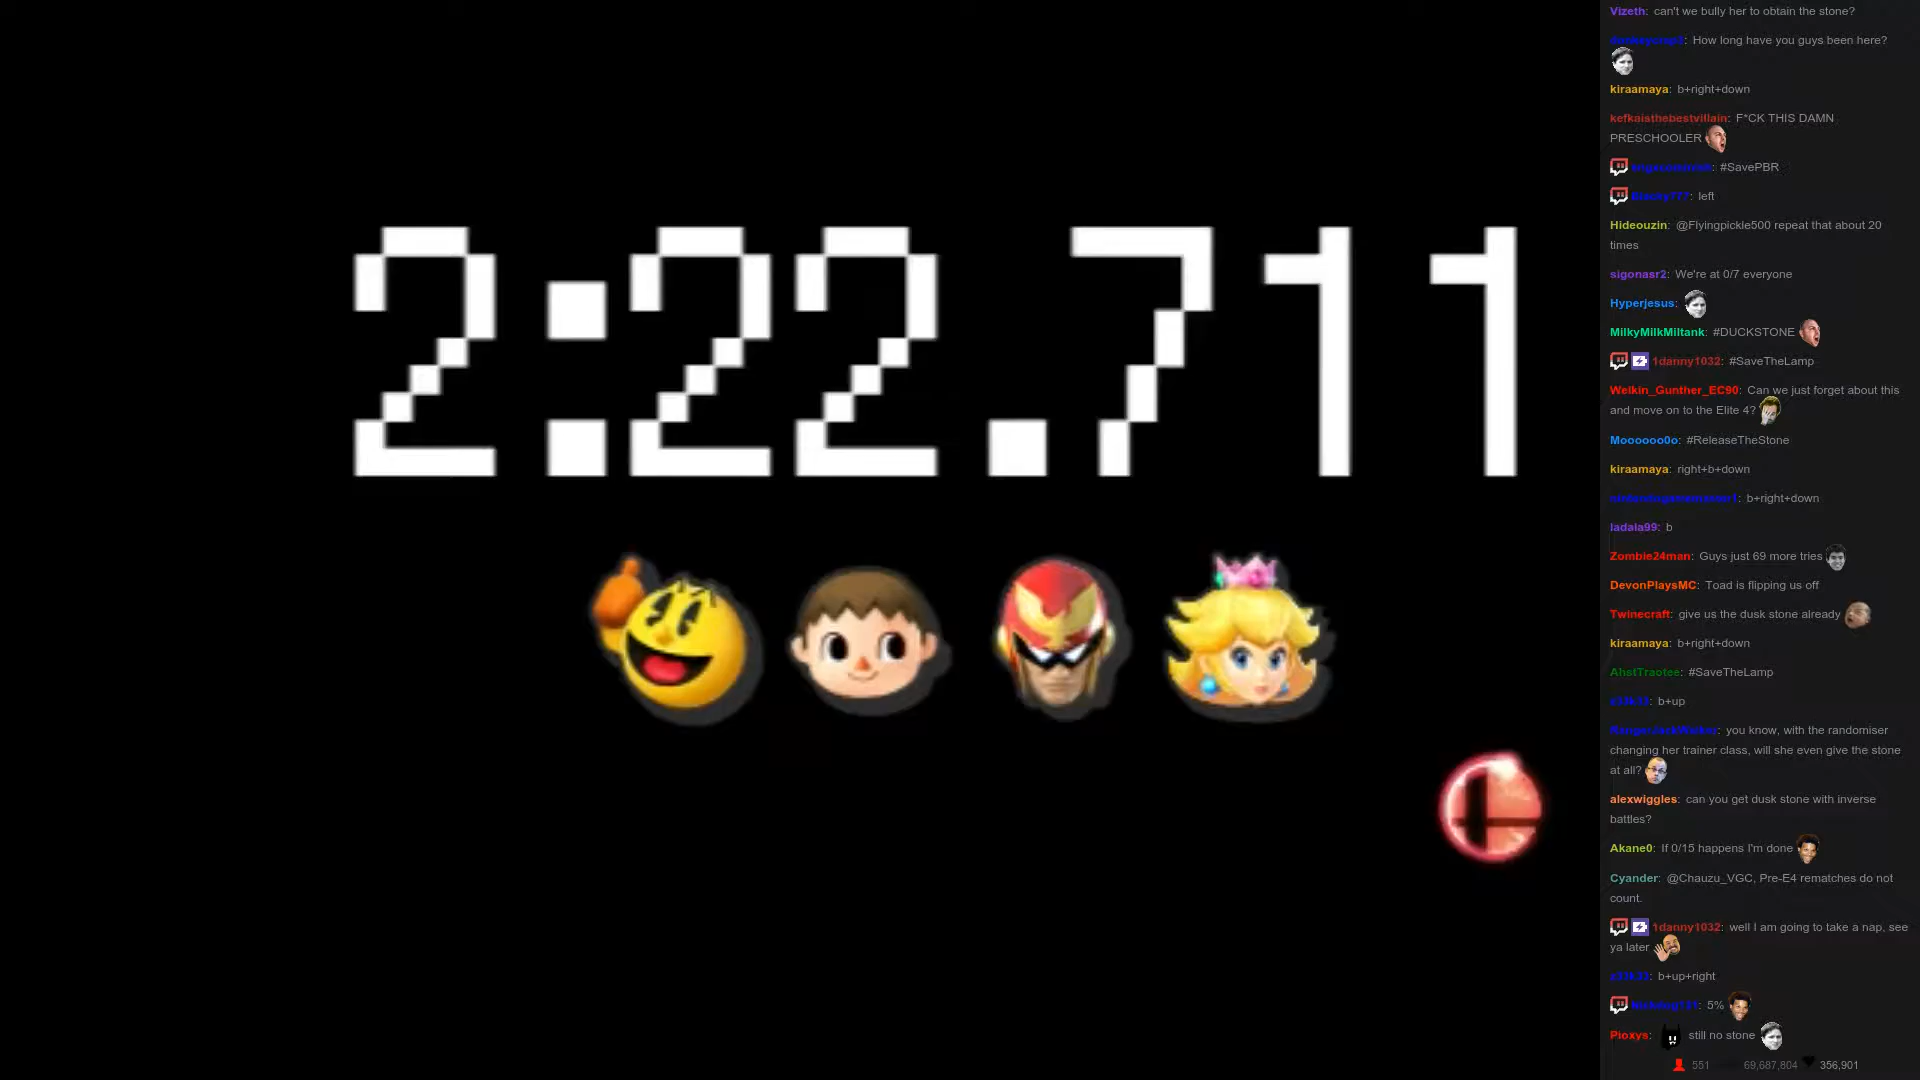 2:22.711
Vizeth: can't we bully her to obtain the stone?
: How long have you guys been here?
kiraamaya: b+right+down
kefkaisthebestvillain: F*CK THIS DAMN
PRESCHOOLER
: #SavePBR
: left
Hideouzin: @Flyingpickle500 repeat that about 20
times
sigonasr2: We're at 0/7 everyone
Hyperjesus:
MilkyMilkMiltank: #DUCKSTONE
1danny1032: #SaveTheLamp
Welkin_Gunther_EC90: Can we just forget about this
and move on to the Elite 4?
Moooooo0o: #ReleaseTheStone
kiraamaya: right+b+down
: b+right+down
ladala99: b
Zombie24man: Guys just 69 more tries
DevonPlaysMC: Toad is flipping us off
Twinecraft: give us the dusk stone already
kiraamaya: b+right+down
AhstTraotee: #SaveTheLamp
: b+up
: you know, with the randomiser
changing her trainer class, will she even give the stone
at all?
alexwiggles: can you get dusk stone with inverse
battles?
Akane0: If 0/15 happens I'm done
Cyander: @Chauzu_VGC, Pre-E4 rematches do not
count.
1danny1032: well I am going to take a nap, see
ya later
: b+up+right
: 5%
Pioxys: still no stone
551 69,687,804 356,901